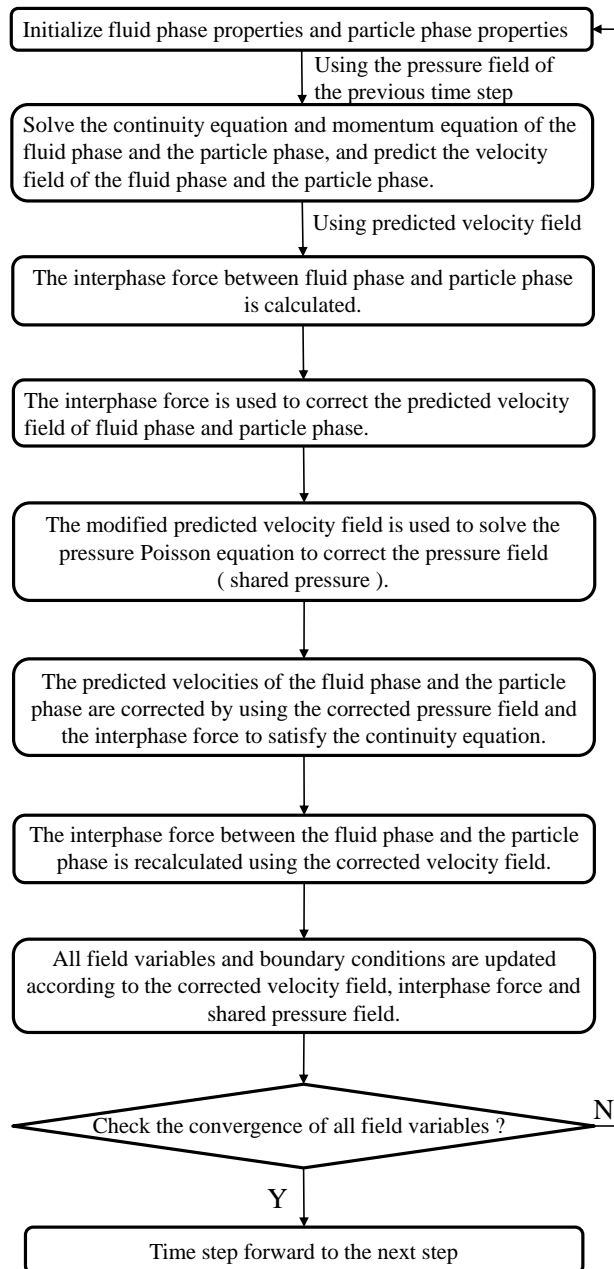 Initialize fluid phase properties and particle phase properties
Using the pressure field of
the previous time step
Solve the continuity equation and momentum equation of the
fluid phase and the particle phase, and predict the velocity
field of the fluid phase and the particle phase.
Using predicted velocity field
The interphase force between fluid phase and particle phase
is calculated.
The interphase force is used to correct the predicted velocity
field of fluid phase and particle phase.
The modified predicted velocity field is used to solve the
pressure Poisson equation to correct the pressure field
( shared pressure ).
The predicted velocities of the fluid phase and the particle
phase are corrected by using the corrected pressure field and
the interphase force to satisfy the continuity equation.
The interphase force between the fluid phase and the particle
phase is recalculated using the corrected velocity field.
All field variables and boundary conditions are updated
according to the corrected velocity field, interphase force and
shared pressure field.
Check the convergence of all field variables ?
N
Y
Time step forward to the next step